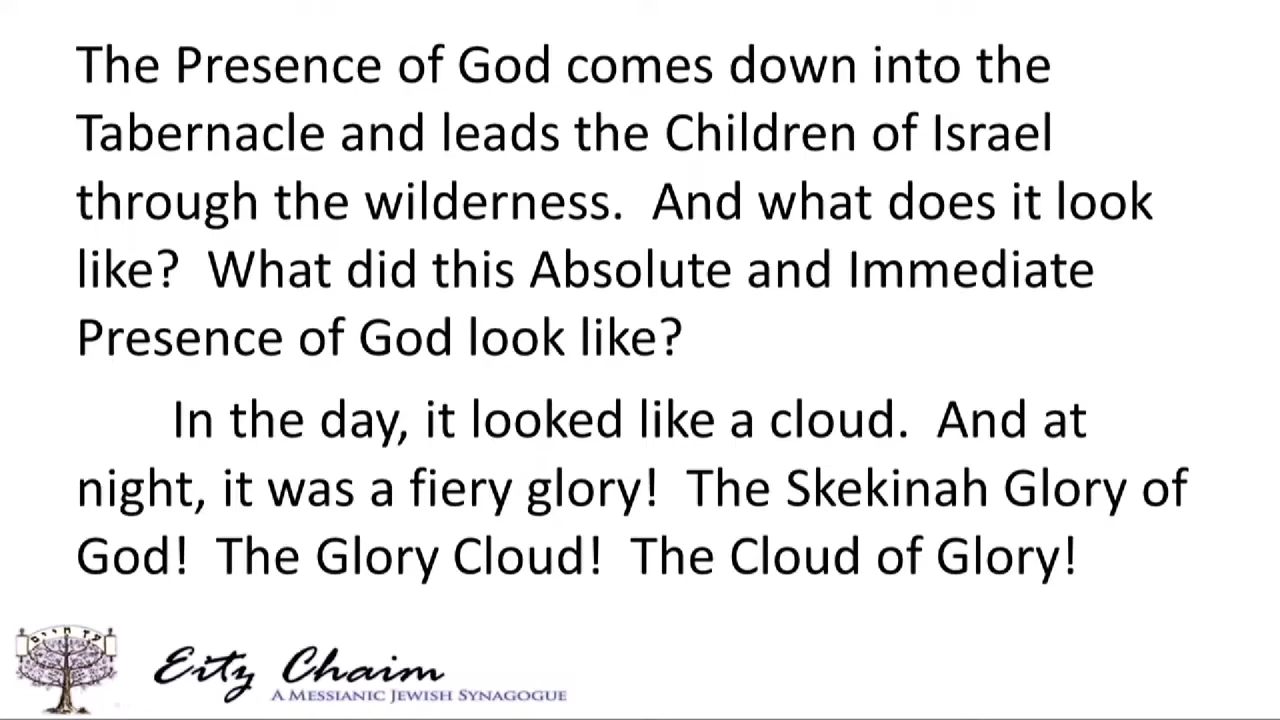 The Presence of God comes down into the
Tabernacle and leads the Children of Israel
through the wilderness.  And what does it look
like?  What did this Absolute and Immediate
Presence of God look like?
In the day, it looked like a cloud.  And at
night, it was a fiery glory!  The Skekinah Glory of
God!  The Glory Cloud!  The Cloud of Glory!
עץ חיים
Eitz Chaim
A Messianic Jewish Synagogue